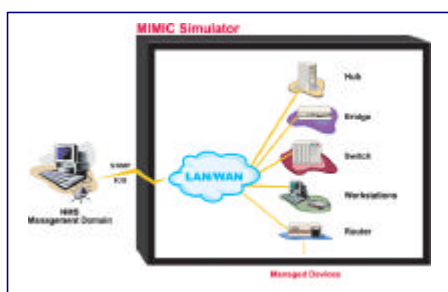 MIMIC Simulator
Hub
Bridge
Switch
LAN/WAN
Workstations
NMS
Management Domain
Router
Managed Devices